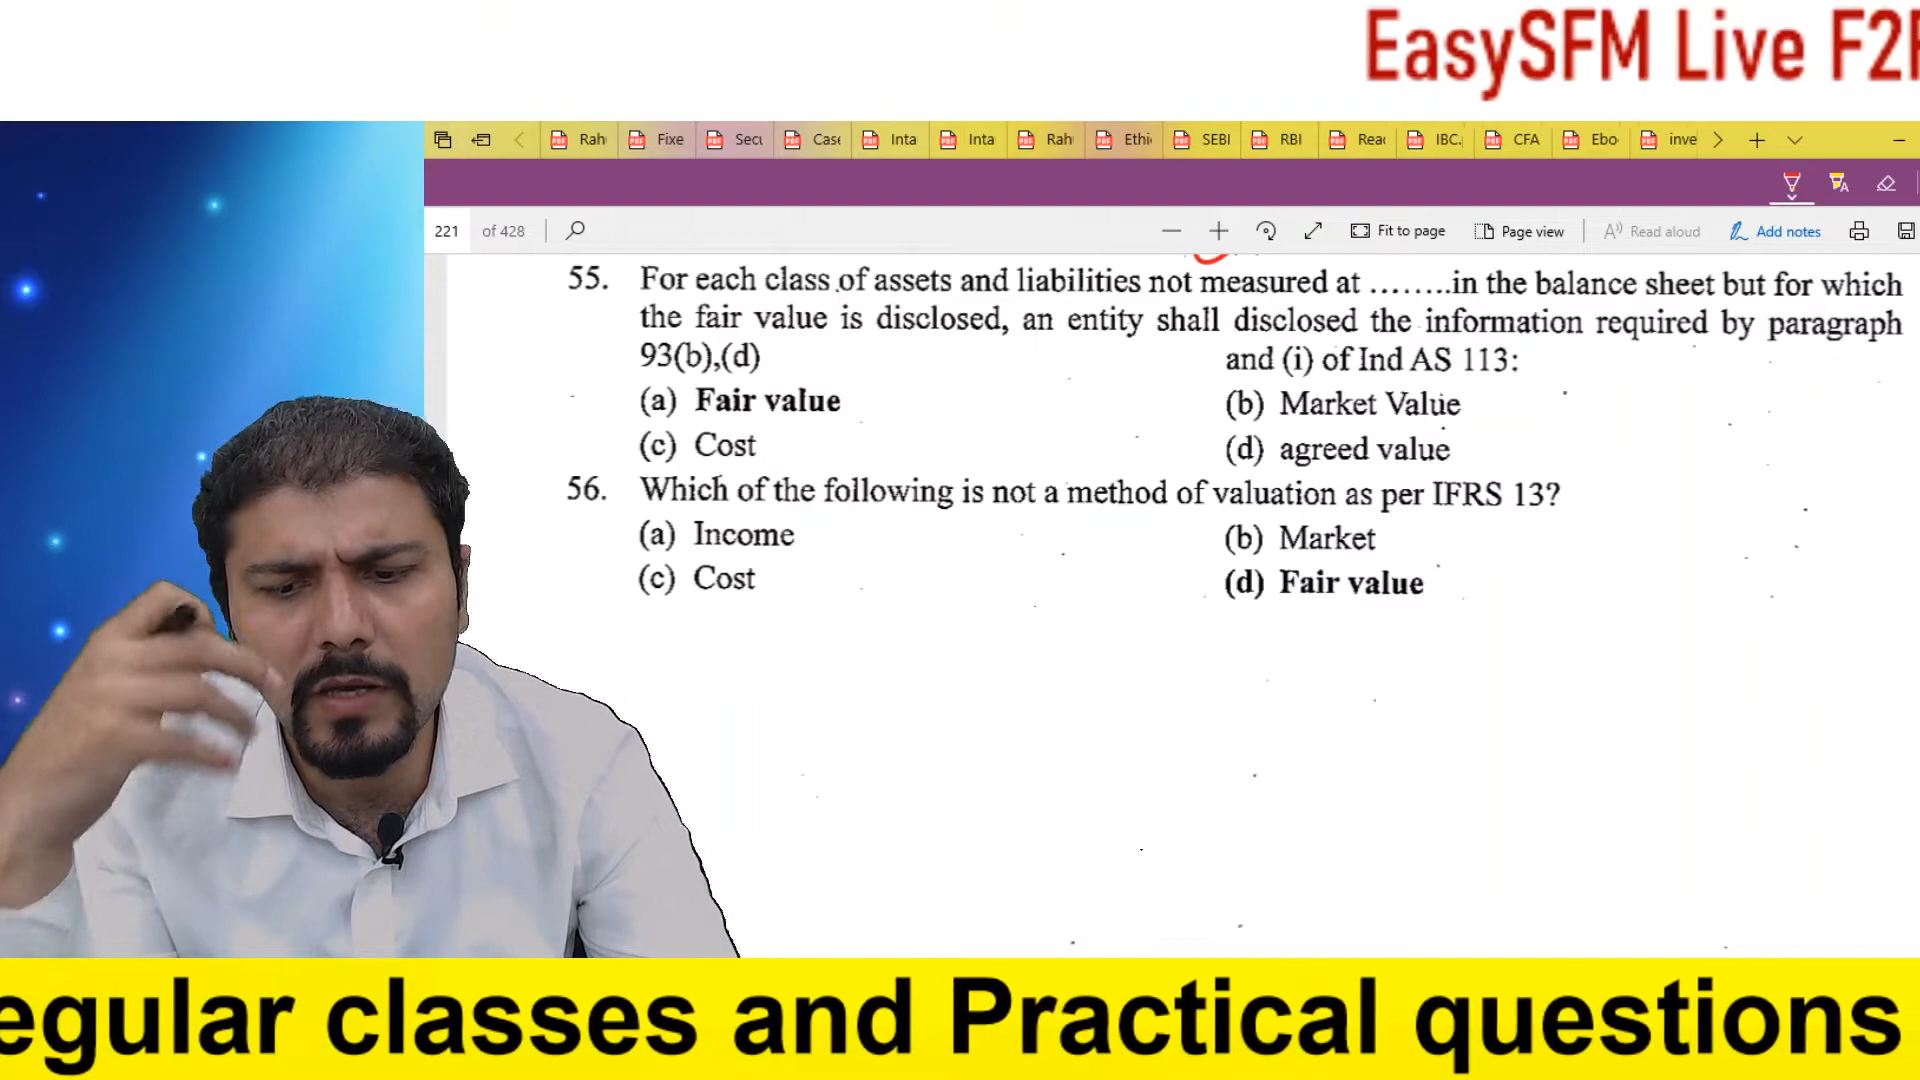 EasySFM Live F2
Rah Fixe Secu Case Inta Inta Rah Ethi SEBI RBI Reac IBC. CFA Ebo inve
221 of 428 Fit to page Page view Read aloud Add notes
55. For each class of assets and liabilities not measured at ........in the balance sheet but for which
the fair value is disclosed, an entity shall disclosed the information required by paragraph
93(b),(d) and (i) of Ind AS 113:
(a) Fair value (b) Market Value
(c) Cost (d) agreed value
56. Which of the following is not a method of valuation as per IFRS 13?
(a) Income (b) Market
(c) Cost (d) Fair value
egular classes and Practical questions